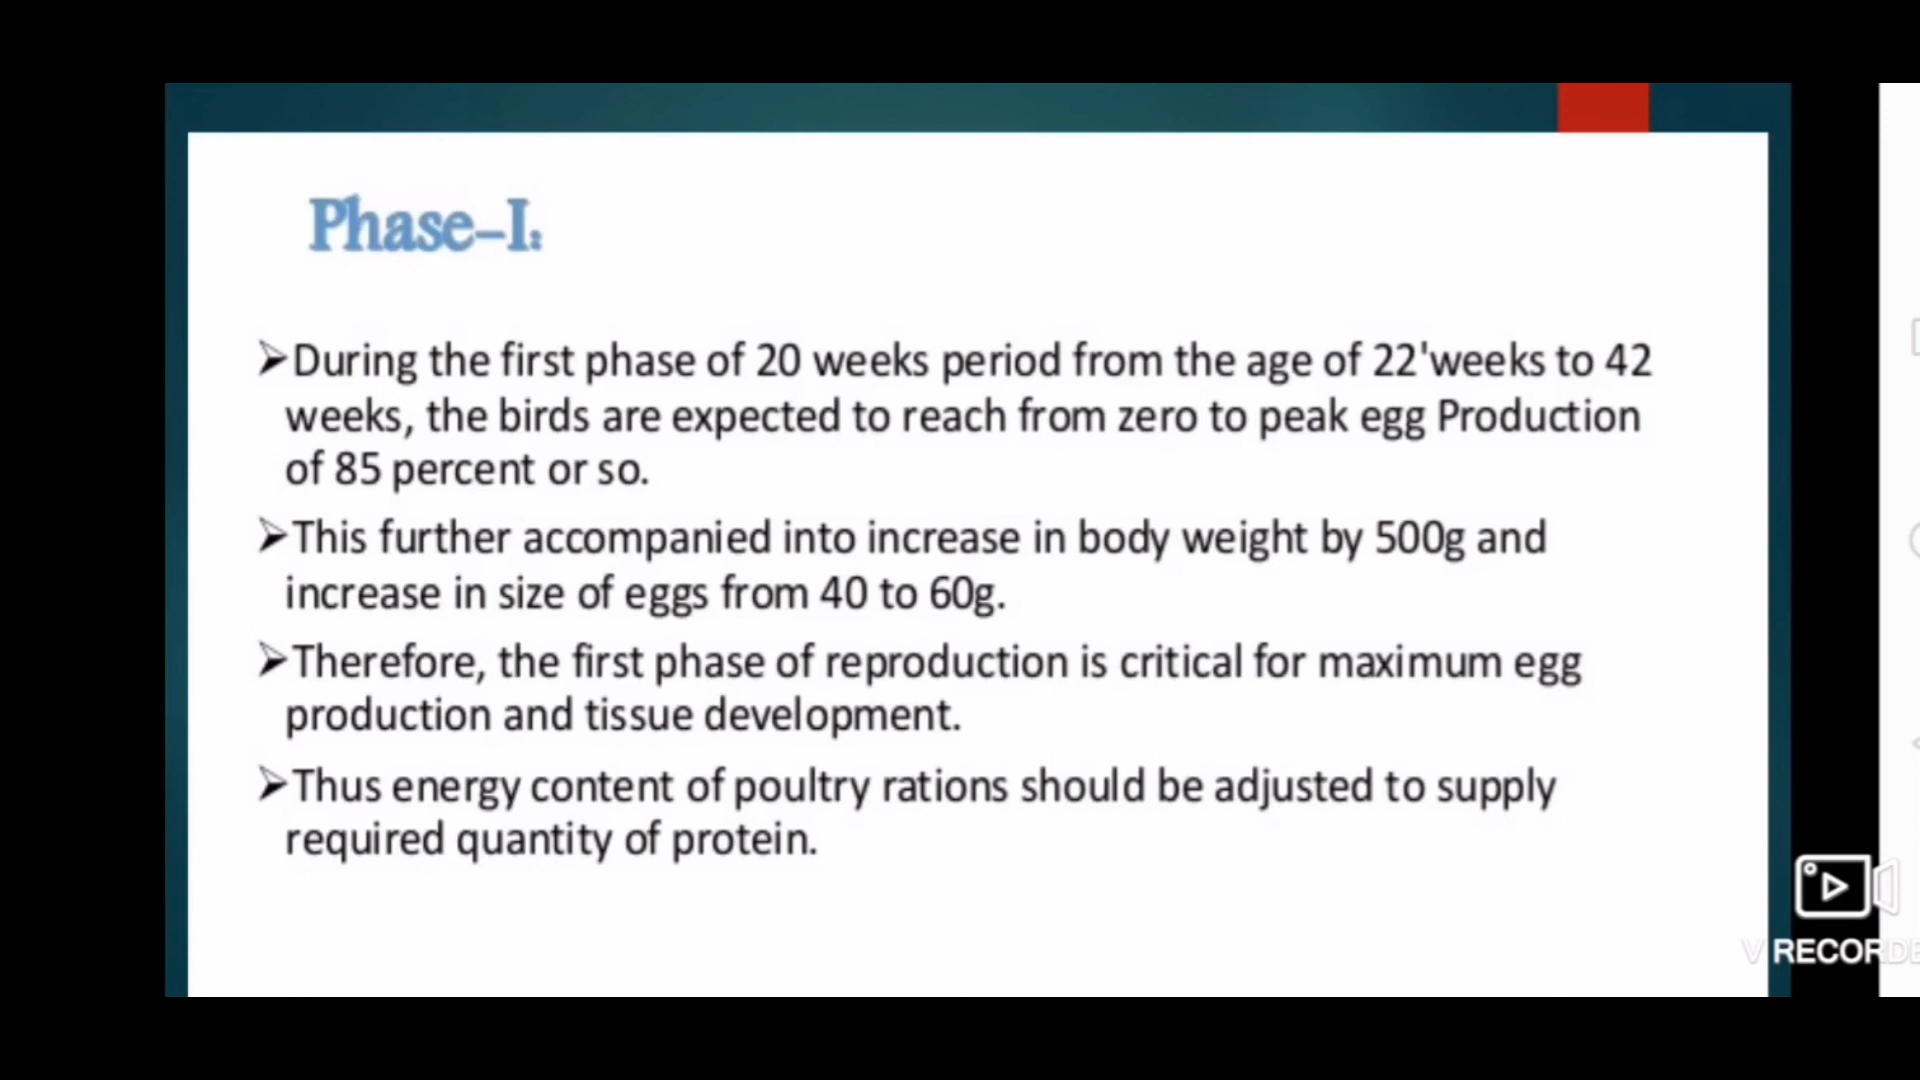 Phase-I:
➤During the first phase of 20 weeks period from the age of 22'weeks to 42
weeks, the birds are expected to reach from zero to peak egg Production
of 85 percent or so.
➤This further accompanied into increase in body weight by 500g and
increase in size of eggs from 40 to 60g.
➤Therefore, the first phase of reproduction is critical for maximum egg
production and tissue development.
➤Thus energy content of poultry rations should be adjusted to supply
required quantity of protein.
V RECORDE